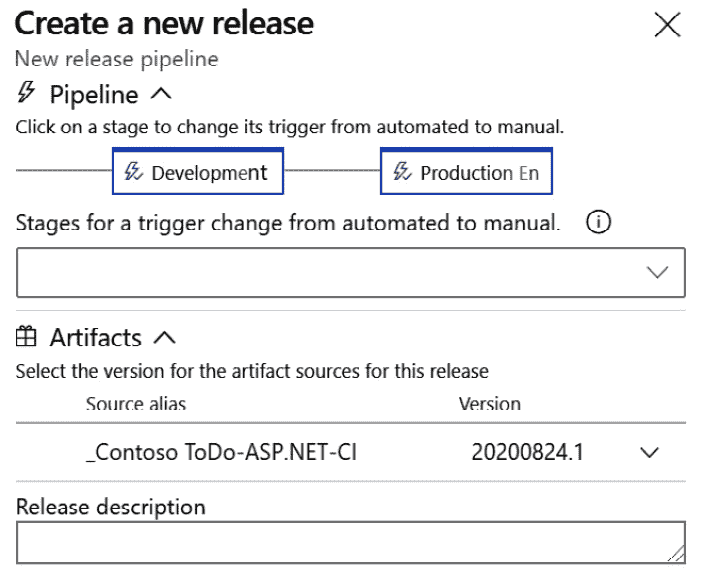 Create a new release
New release pipeline
Pipeline
Click on a stage to change its trigger from automated to manual.
Development
Production En
Stages for a trigger change from automated to manual.
Artifacts
Select the version for the artifact sources for this release
Source alias Version
_Contoso ToDo-ASP.NET-CI 20200824.1
Release description